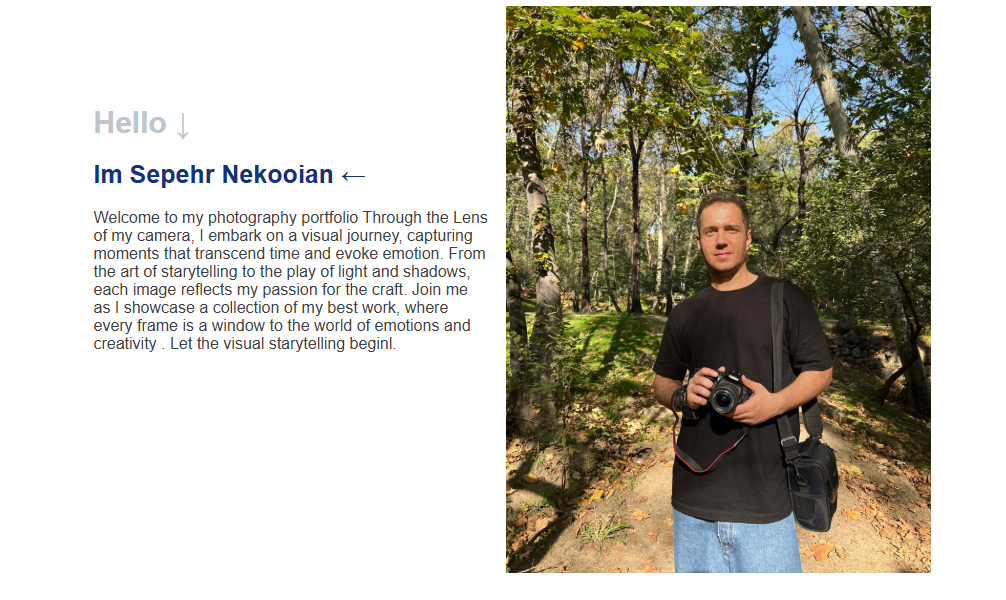 Hello ↓
Im Sepehr Nekooian ←
Welcome to my photography portfolio Through the Lens
of my camera, I embark on a visual journey, capturing
moments that transcend time and evoke emotion. From
the art of starytelling to the play of light and shadows,
each image reflects my passion for the craft. Join me
as I showcase a collection of my best work, where
every frame is a window to the world of emotions and
creativity . Let the visual starytelling beginl.